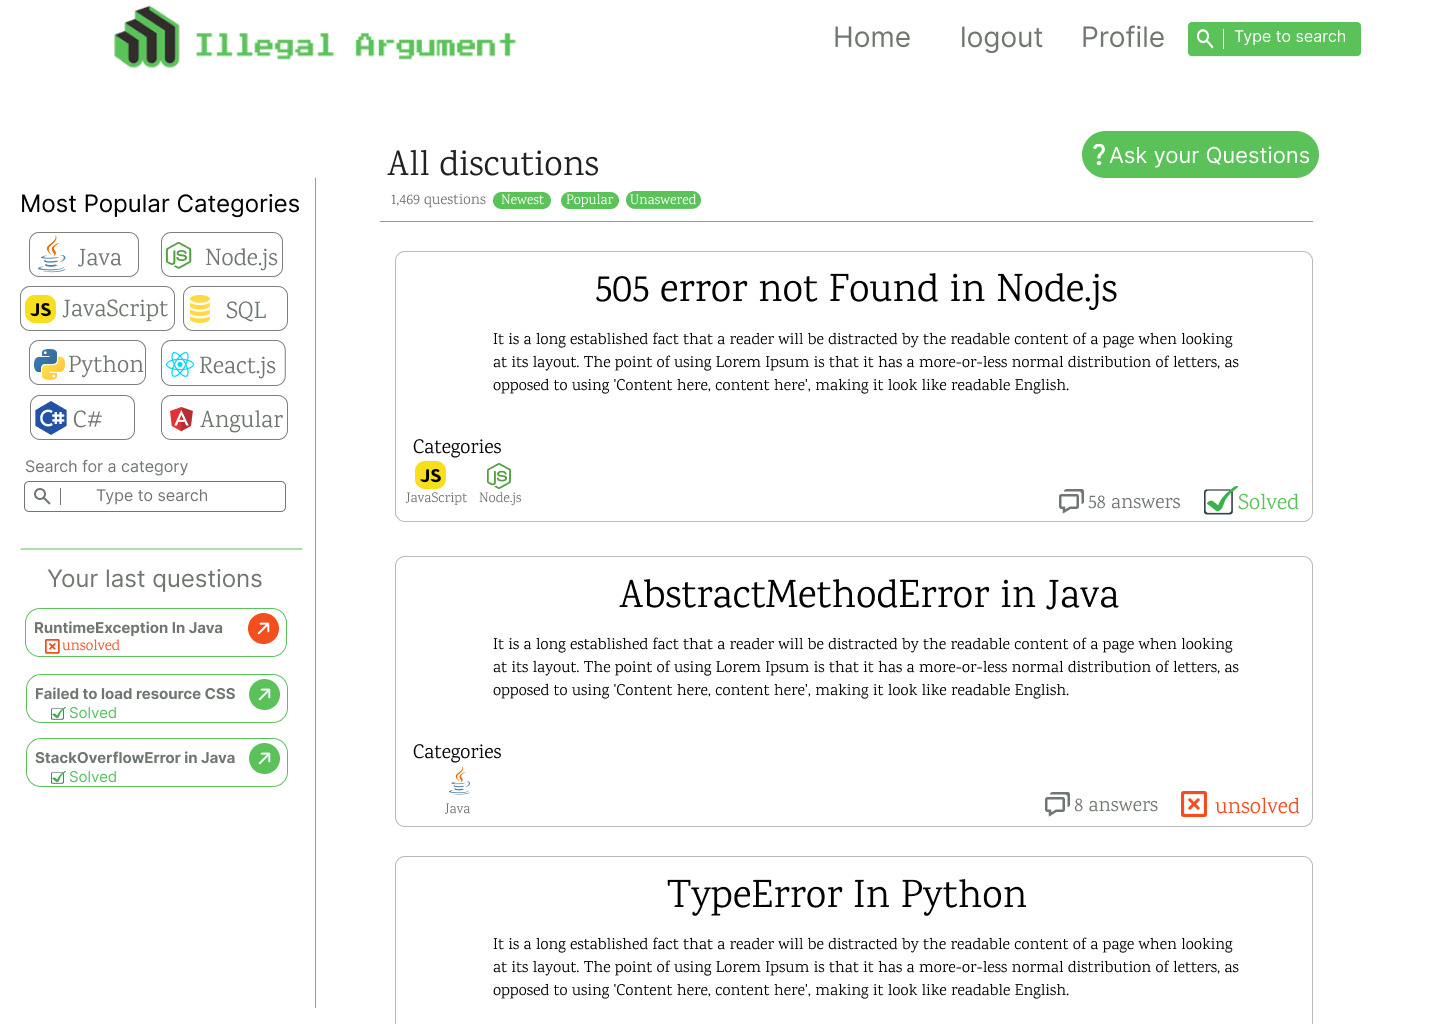 Illegal Argument
Home
logout
Profile
Type to search
All discutions
?Ask your Questions
1,469 questions
Newest
Popular
Unaswered
Most Popular Categories
Java
Node.js
JS JavaScript
SQL
Python
React.js
C# C#
A Angular
Search for a category
Type to search
Your last questions
RuntimeException In Java
unsolved
Failed to load resource CSS
Solved
StackOverflowError in Java
Solved
505 error not Found in Node.js
It is a long established fact that a reader will be distracted by the readable content of a page when looking
at its layout. The point of using Lorem Ipsum is that it has a more-or-less normal distribution of letters, as
opposed to using 'Content here, content here', making it look like readable English.
Categories
JS
JavaScript
JS
Node.js
58 answers
Solved
AbstractMethodError in Java
It is a long established fact that a reader will be distracted by the readable content of a page when looking
at its layout. The point of using Lorem Ipsum is that it has a more-or-less normal distribution of letters, as
opposed to using 'Content here, content here', making it look like readable English.
Categories
Java
8 answers
unsolved
TypeError In Python
It is a long established fact that a reader will be distracted by the readable content of a page when looking
at its layout. The point of using Lorem Ipsum is that it has a more-or-less normal distribution of letters, as
opposed to using 'Content here, content here', making it look like readable English.